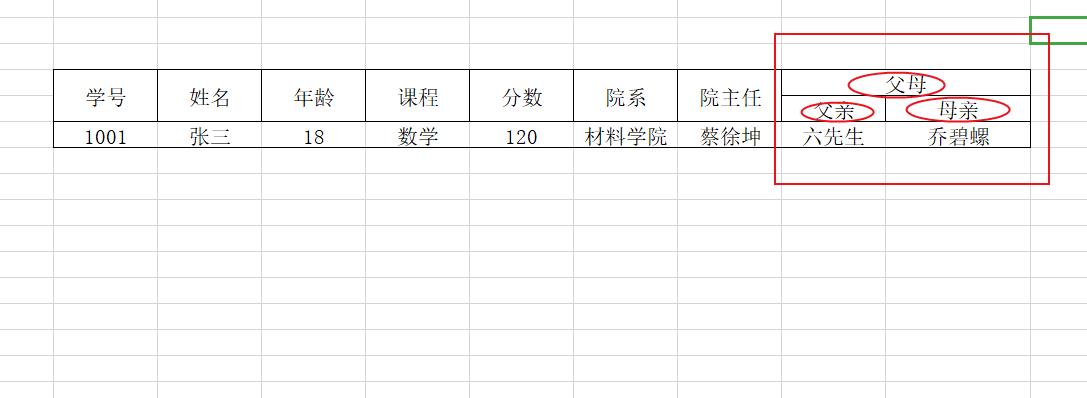 学号 姓名 年龄 课程 分数 院系 院主任 父母
父亲 母亲
1001 张三 18 数学 120 材料学院 蔡徐坤 六先生 乔碧螺